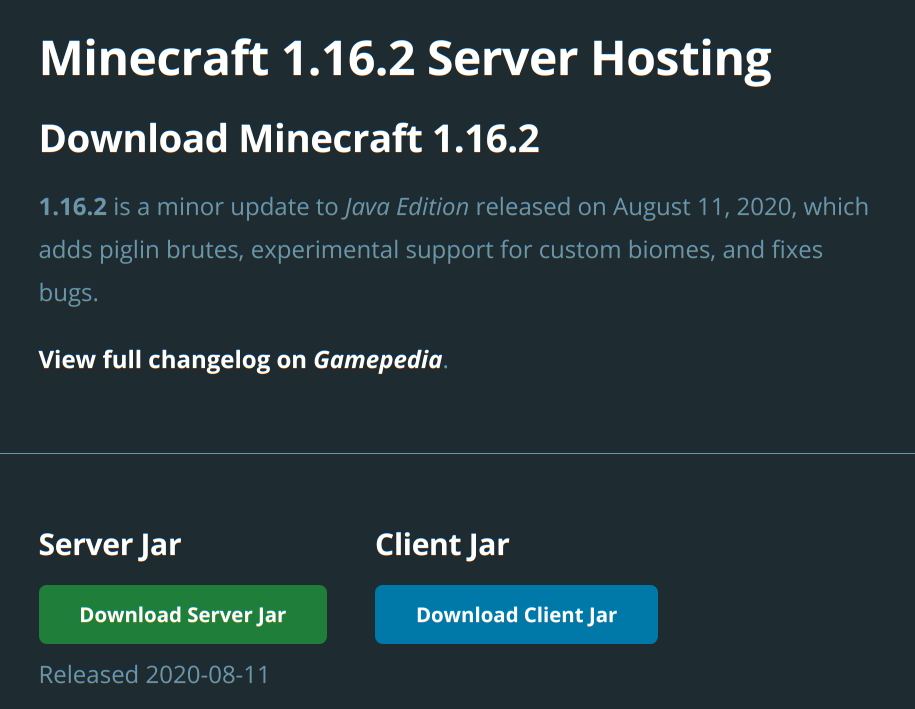 Minecraft 1.16.2 Server Hosting
Download Minecraft 1.16.2
1.16.2 is a minor update to Java Edition released on August 11, 2020, which
adds piglin brutes, experimental support for custom biomes, and fixes
bugs.
View full changelog on Gamepedia.
Server Jar
Client Jar
Download Server Jar
Download Client Jar
Released 2020-08-11